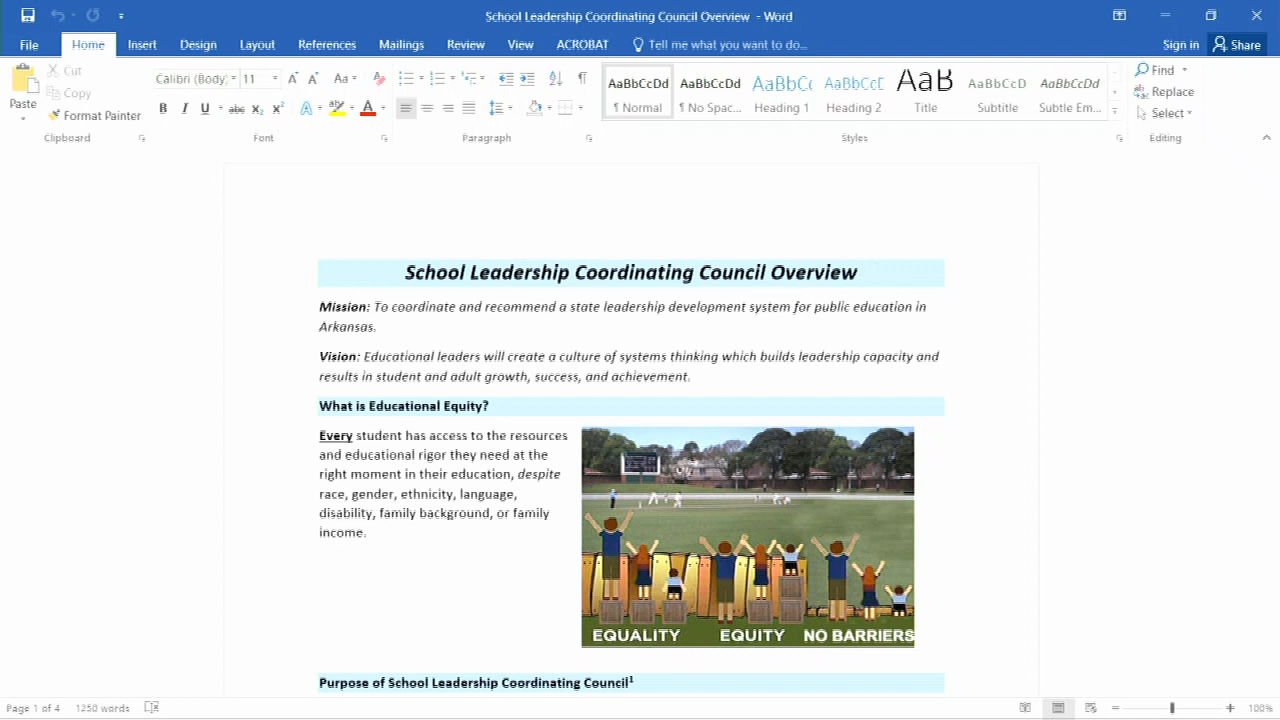 School Leadership Coordinating Council Overview - Word
File Home Insert Design Layout References Mailings Review View ACROBAT Tell me what you want to do... Sign in Share
Paste
Cut
Copy
Format Painter
Clipboard
Calibri (Body) 11
Font
Paragraph
AaBbCcDd AaBbCcDd AaBbCc AaBbCcC AaB AaBbCcD AaBbCcDd
¶ Normal ¶ No Spac... Heading 1 Heading 2 Title Subtitle Subtle Em...
Styles
Find
Replace
Select
Editing
School Leadership Coordinating Council Overview
Mission: To coordinate and recommend a state leadership development system for public education in
Arkansas.
Vision: Educational leaders will create a culture of systems thinking which builds leadership capacity and
results in student and adult growth, success, and achievement.
What is Educational Equity?
Every student has access to the resources
and educational rigor they need at the
right moment in their education, despite
race, gender, ethnicity, language,
disability, family background, or family
income.
EQUALITY EQUITY NO BARRIERS
Purpose of School Leadership Coordinating Council¹
Page 1 of 4 1250 words 100%